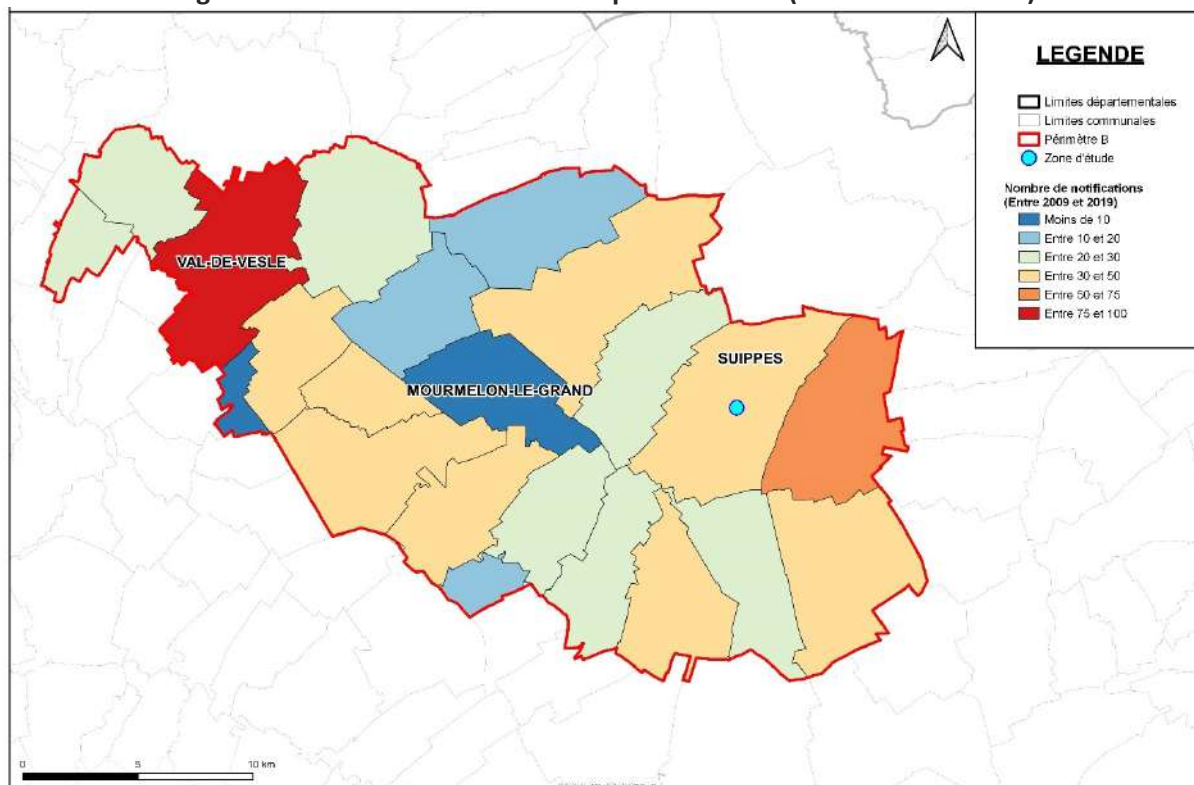 LEGENDE
Limites départementales
Limites communales
Périmètre B
Zone d'étude
Nombre de notifications
(Entre 2009 et 2019)
Moins de 10
Entre 10 et 20
Entre 20 et 30
Entre 30 et 50
Entre 50 et 75
Entre 75 et 100
VAL-DE-VESLE
SUIPPES
MOURMELON-LE-GRAND
0 5 10 km